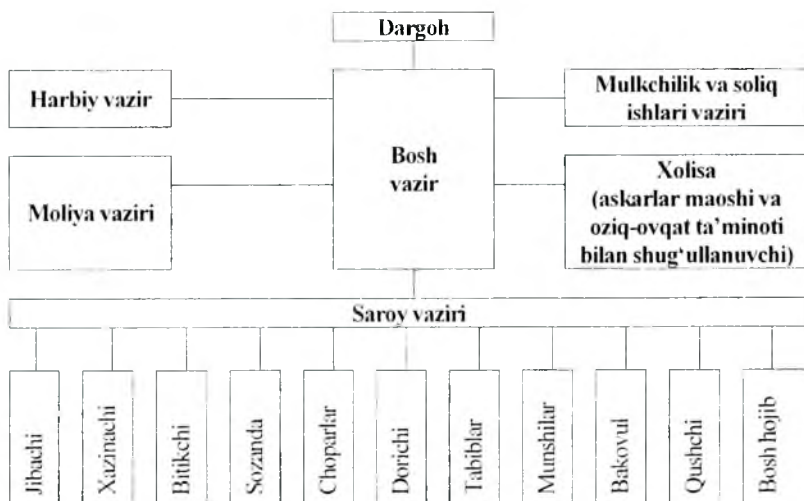 Dargoh
Harbiy vazir
Bosh
vazir
Mulkchilik va soliq
ishlari vaziri
Moliya vaziri
Xolisa
(askarlar maoshi va
oziq-ovqat ta’minoti
bilan shug‘ullanuvchi)
Saroy vaziri
Jibachi
Xazinachi
Bitikchi
Sozanda
Choparlar
Dorichi
Tabiblar
Munshilar
Bakovul
Qushchi
Bosh hojib